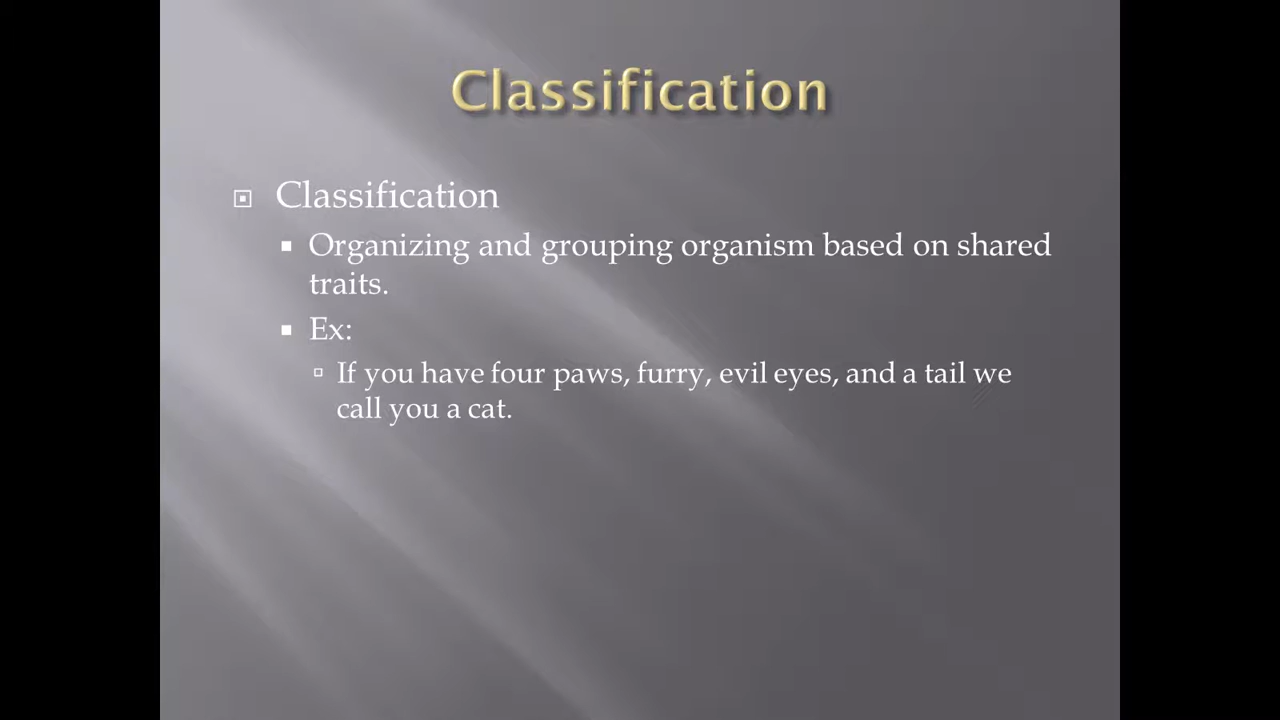 Classification
Classification
Organizing and grouping organism based on shared
traits.
Ex:
If you have four paws, furry, evil eyes, and a tail we
call you a cat.